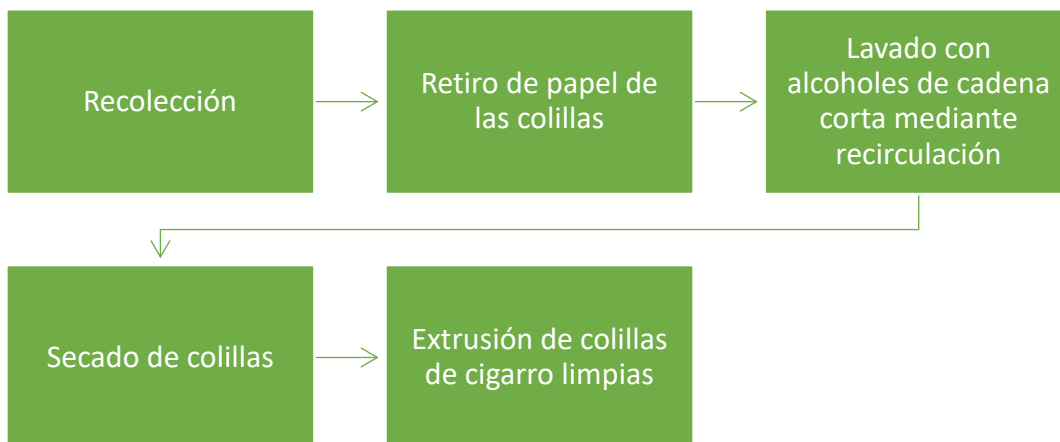 Recolección
Retiro de papel de
las colillas
Lavado con
alcoholes de cadena
corta mediante
recirculación
Secado de colillas
Extrusión de colillas
de cigarro limpias